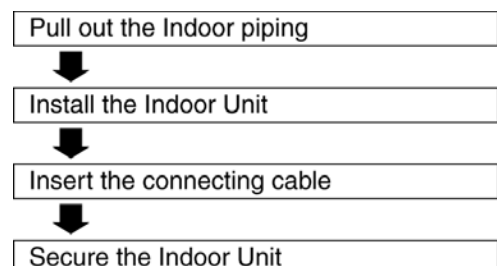 Pull out the Indoor piping
Install the Indoor Unit
Insert the connecting cable
Secure the Indoor Unit